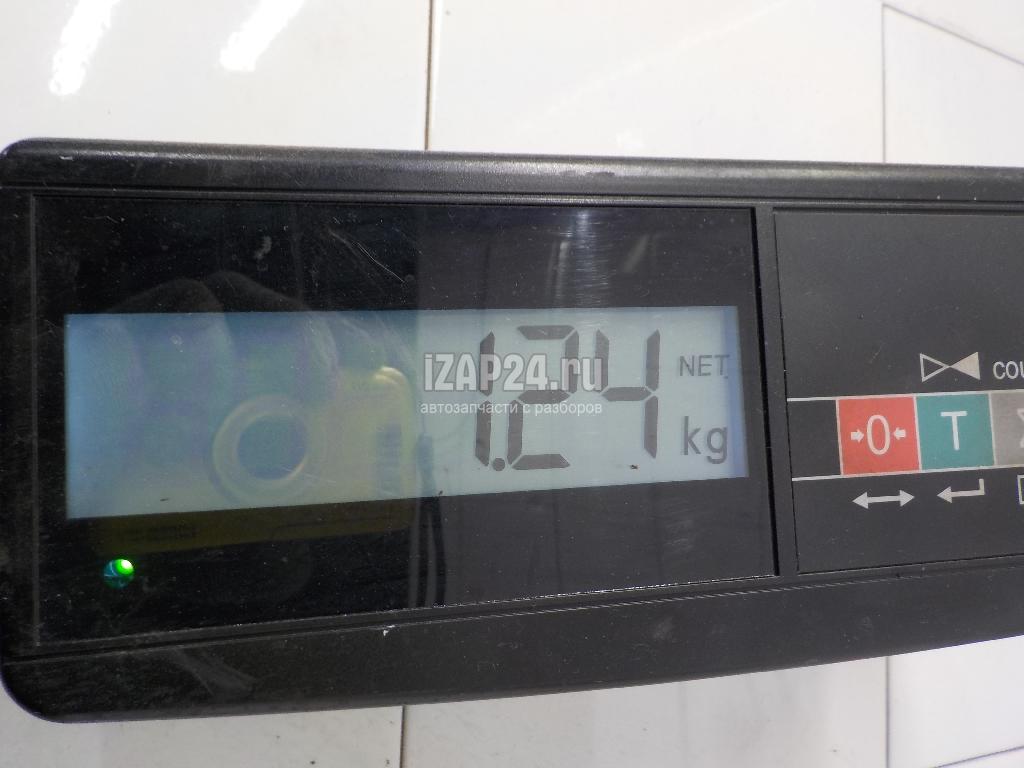 1.24
NET
kg
iZAP24.ru
автозапчасти с разборов
COU
0
T